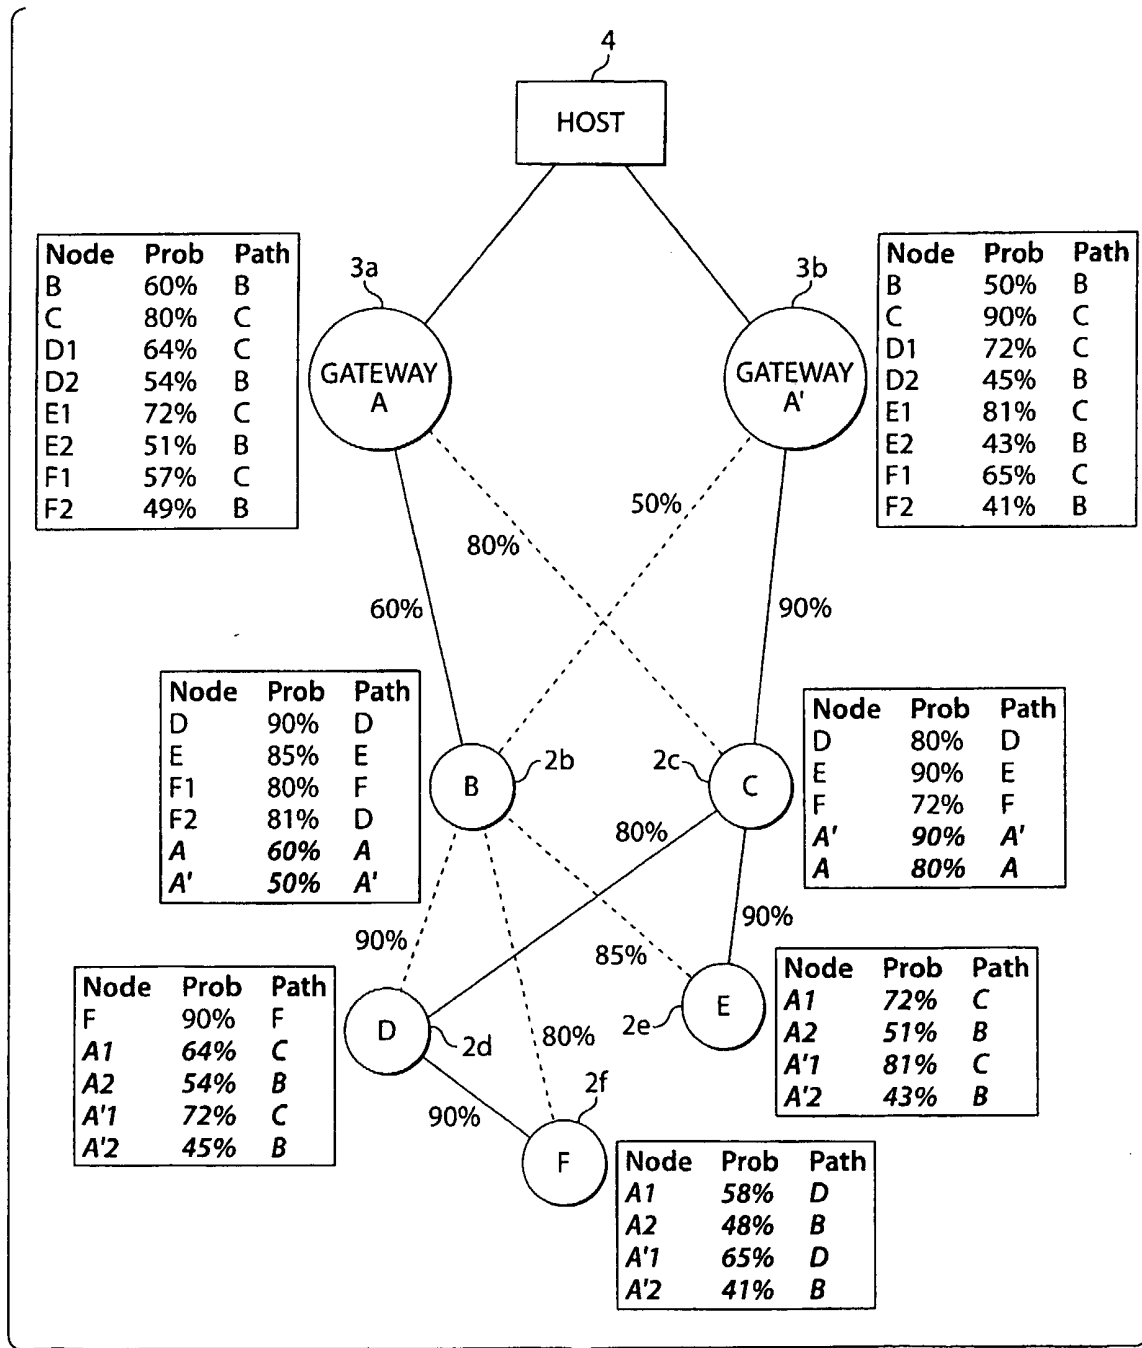 4
HOST
Node Prob Path
B 60% B
C 80% C
D1 64% C
D2 54% B
E1 72% C
E2 51% B
F1 57% C
F2 49% B
3a
GATEWAY
A
3b
GATEWAY
A'
Node Prob Path
B 50% B
C 90% C
D1 72% C
D2 45% B
E1 81% C
E2 43% B
F1 65% C
F2 41% B
50%
80%
60%
90%
Node Prob Path
D 90% D
E 85% E
F1 80% F
F2 81% D
A 60% A
A' 50% A'
B
2b
2c
C
Node Prob Path
D 80% D
E 90% E
F 72% F
A' 90% A'
A 80% A
80%
90%
90%
85%
Node Prob Path
F 90% F
A1 64% C
A2 54% B
A'1 72% C
A'2 45% B
D
2d
80%
2e
E
Node Prob Path
A1 72% C
A2 51% B
A'1 81% C
A'2 43% B
90%
2f
F
Node Prob Path
A1 58% D
A2 48% B
A'1 65% D
A'2 41% B